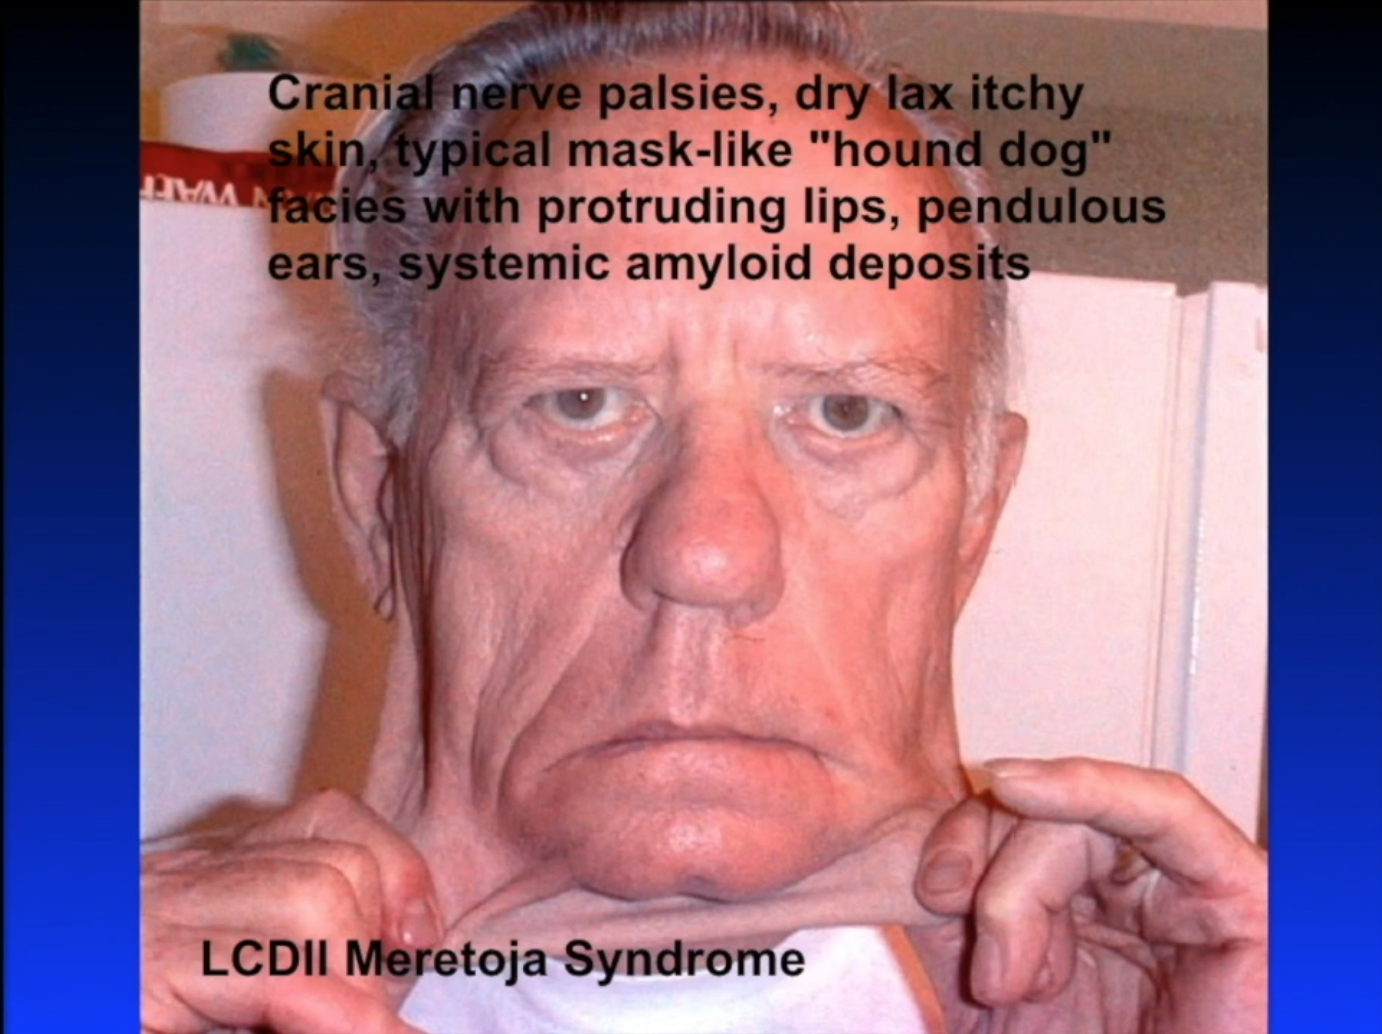 Cranial nerve palsies, dry lax itchy
skin, typical mask-like "hound dog"
facies with protruding lips, pendulous
ears, systemic amyloid deposits
LCDII Meretoja Syndrome